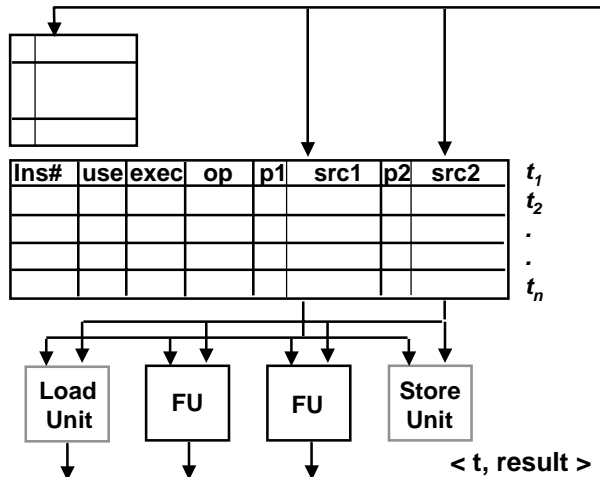 Ins# use exec op p1 src1 p2 src2 t1
t2
.
.
tn
Load Unit FU FU Store Unit
< t, result >